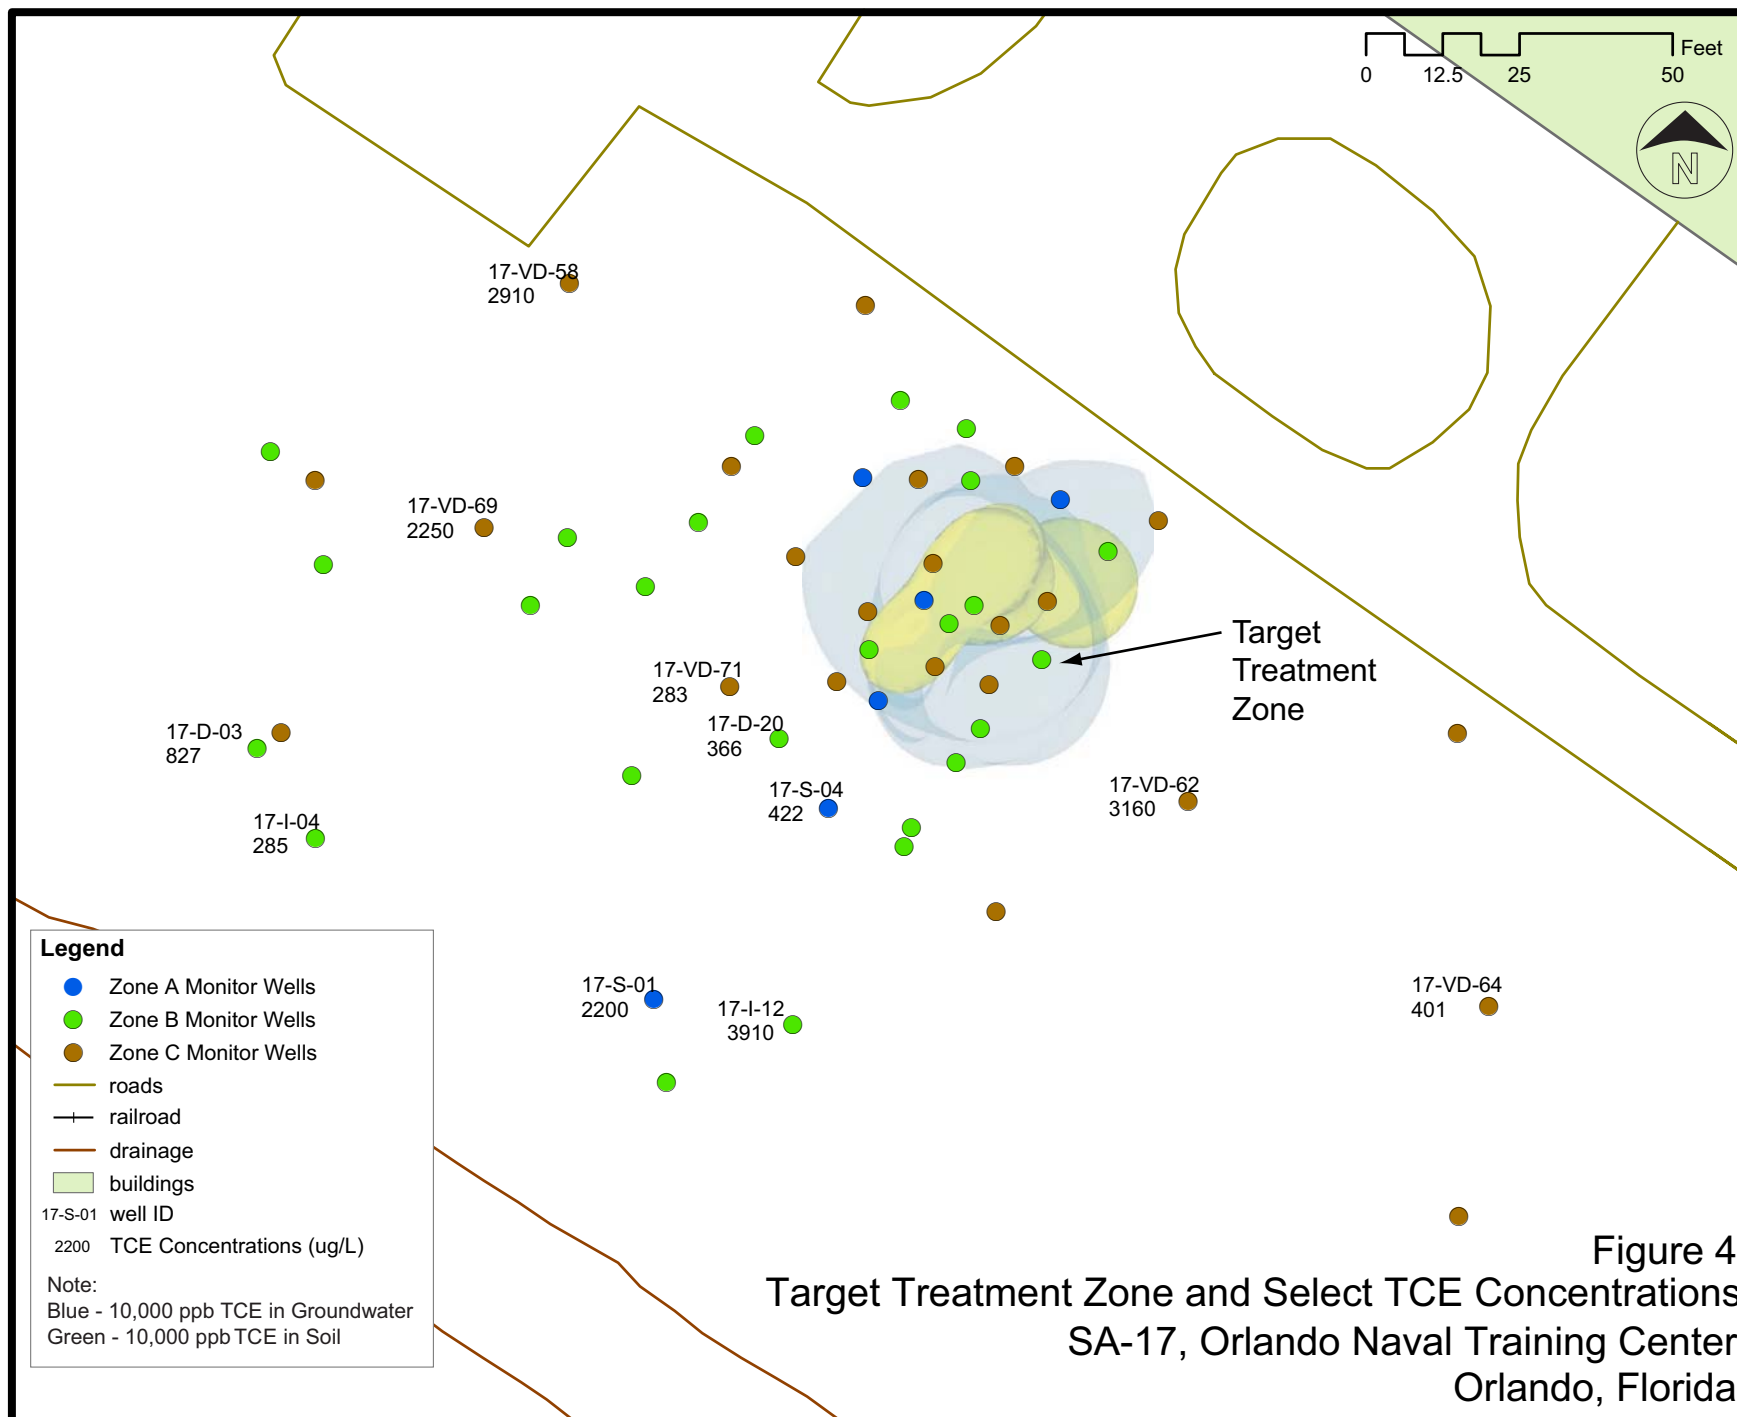 Feet
0 12.5 25 50
N
17-VD-58
2910
17-VD-69
2250
Target
Treatment
Zone
17-VD-71
283
17-D-20
366
17-D-03
827
17-S-04
422
17-VD-62
3160
17-I-04
285
17-S-01
2200
17-I-12
3910
17-VD-64
401
Legend
Zone A Monitor Wells
Zone B Monitor Wells
Zone C Monitor Wells
roads
railroad
drainage
buildings
17-S-01 well ID
2200 TCE Concentrations (ug/L)
Note:
Blue - 10,000 ppb TCE in Groundwater
Green - 10,000 ppb TCE in Soil
Figure 4
Target Treatment Zone and Select TCE Concentrations
SA-17, Orlando Naval Training Center
Orlando, Florida